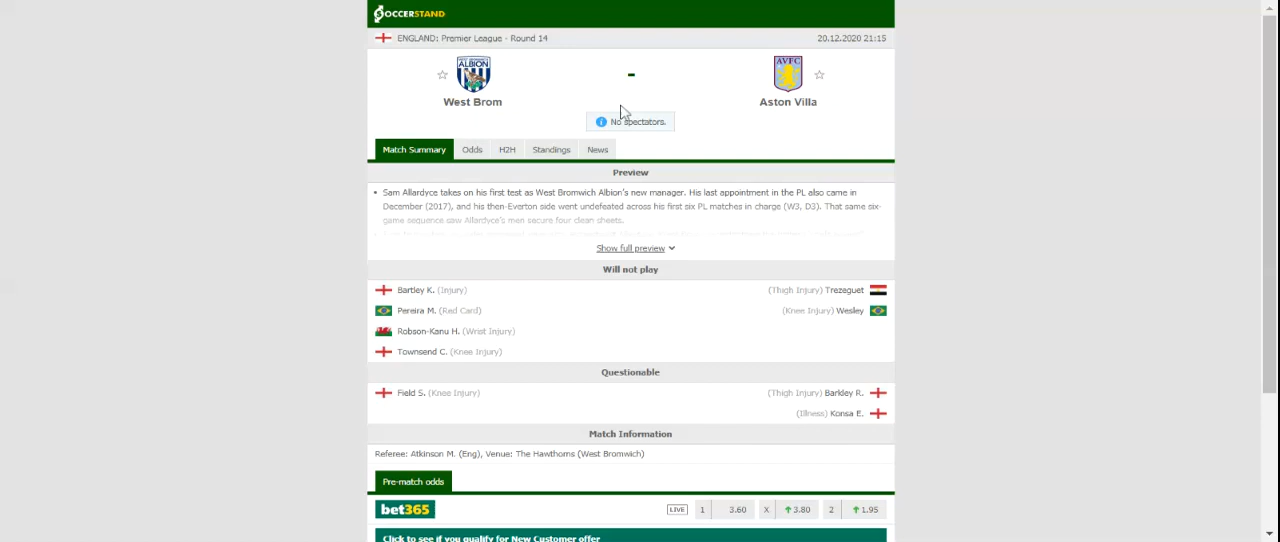 SOCCERSTAND
ENGLAND: Premier League - Round 14 20.12.2020 21:15
ALBION AVFC
-
West Brom Aston Villa
No spectators.
Match Summary Odds H2H Standings News
Preview
• Sam Allardyce takes on his first test as West Bromwich Albion's new manager. His last appointment in the PL also came in
December (2017), and his then-Everton side went undefeated across his first six PL matches in charge (W3, D3). That same six-
game sequence saw Allardyce's men secure four clean sheets.
Show full preview
Will not play
Bartley K. (Injury) (Thigh Injury) Trezeguet
Pereira M. (Red Card) (Knee Injury) Wesley
Robson-Kanu H. (Wrist Injury)
Townsend C. (Knee Injury)
Questionable
Field S. (Knee Injury) (Thigh Injury) Barkley R.
(Illness) Konsa E.
Match Information
Referee: Atkinson M. (Eng), Venue: The Hawthorns (West Bromwich)
Pre-match odds
bet365 LIVE 1 3.60 X 3.80 2 1.95
Click to see if you qualify for New Customer offer